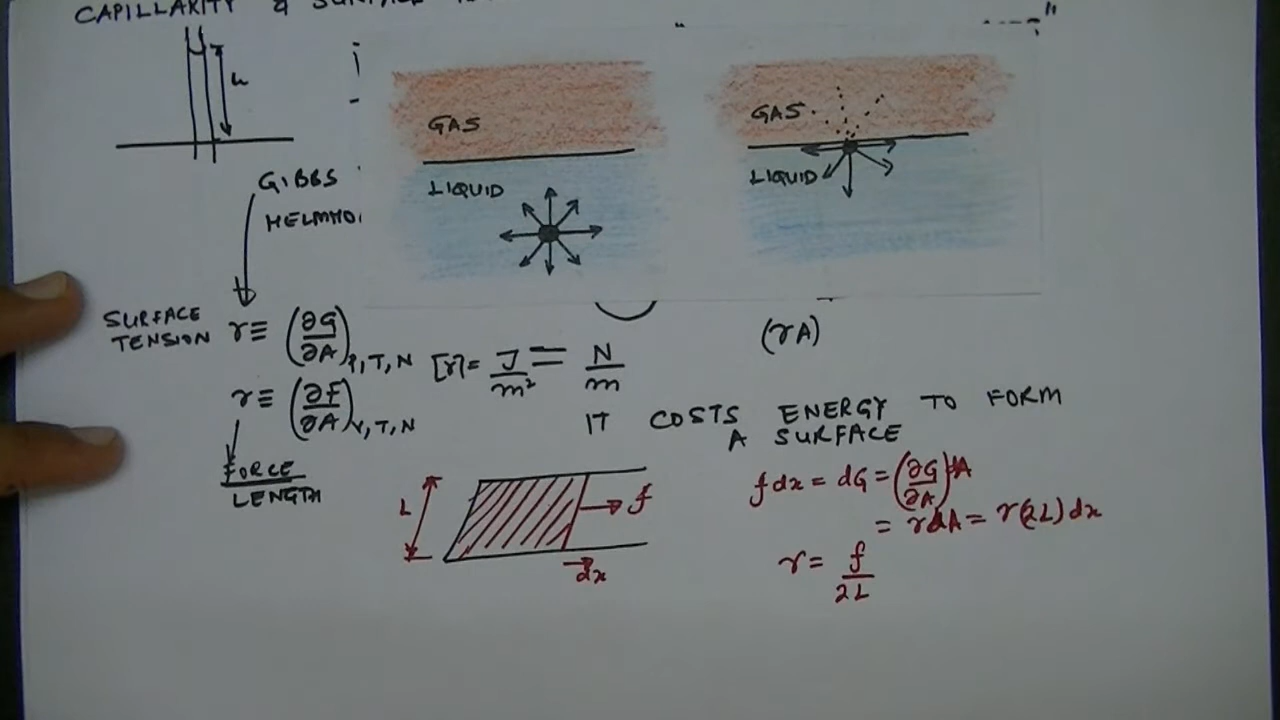 CAPILLARITY & SURFACE
h
GIBBS
GAS
LIQUID
GAS
LIQUID
SURFACE TENSION γ ≡ (∂G/∂A)P,T,N [γ] = J/m² = N/m
(γA)
γ ≡ (∂F/∂A)V,T,N
IT COSTS ENERGY TO FORM
A SURFACE
FORCE/LENGTH
L
f
dx
f dx = dG = (∂G/∂A) dA
= γ dA = γ(2L) dx
γ = f/2L